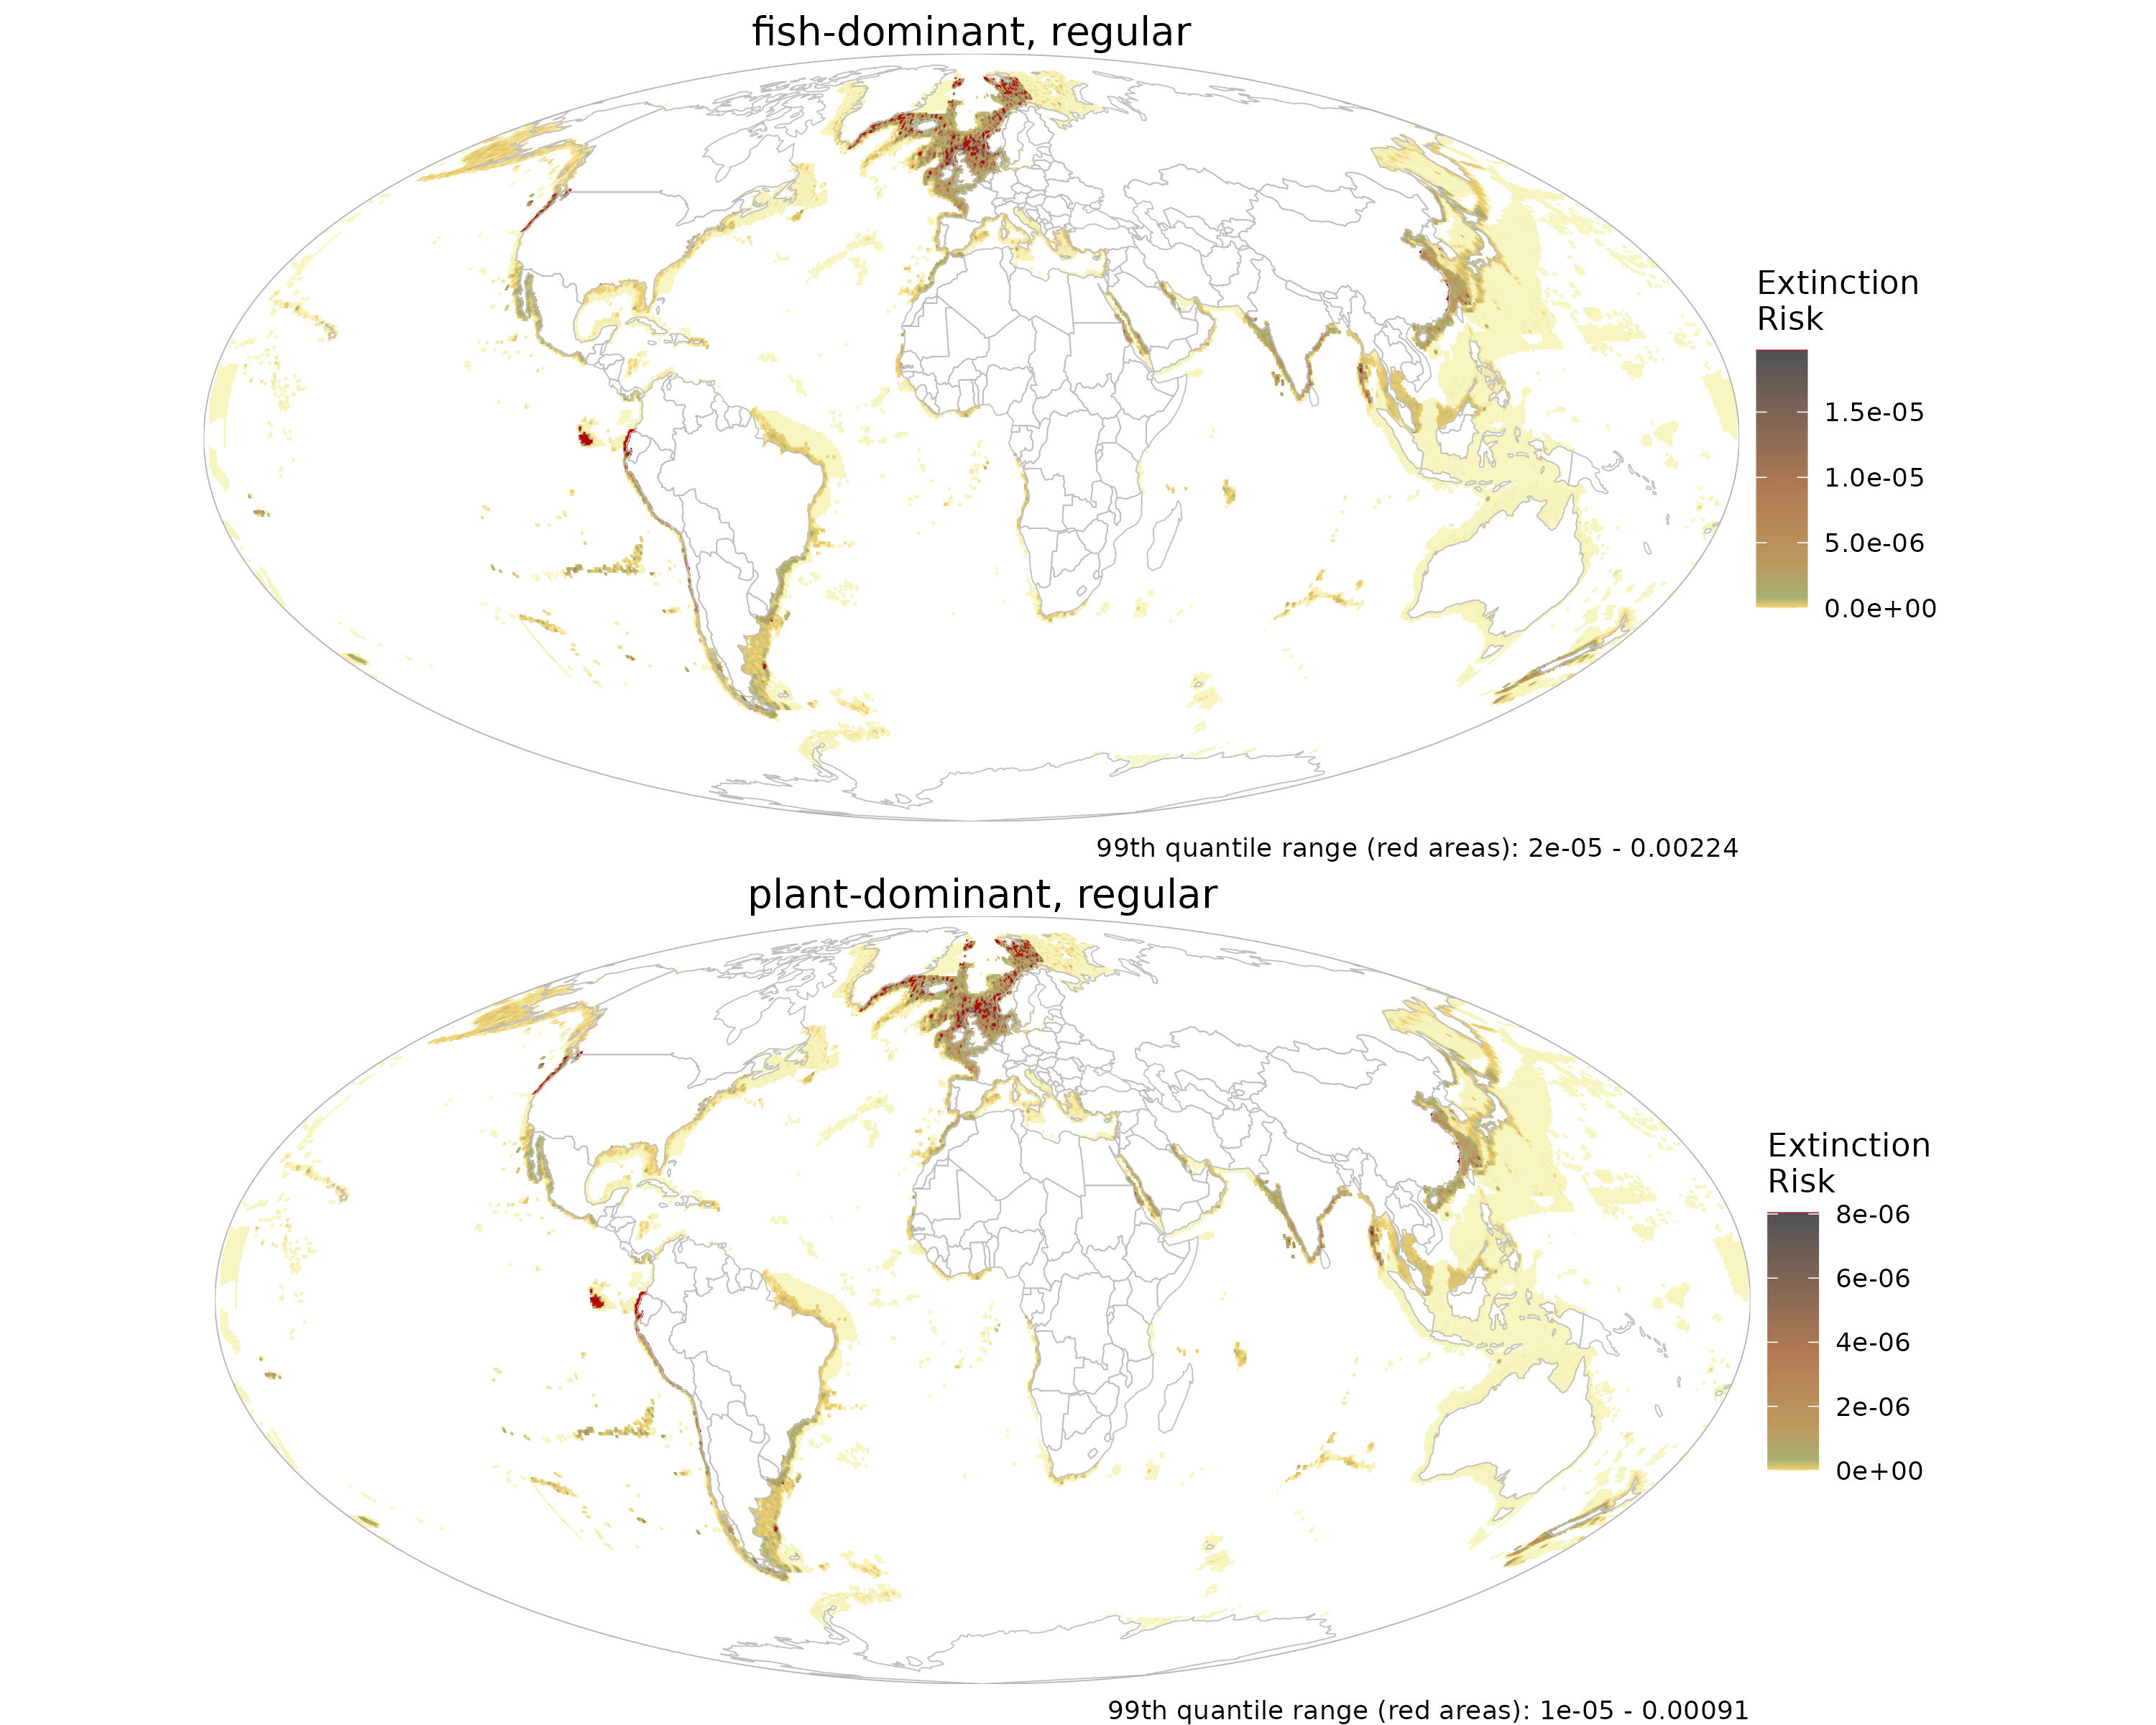 fish-dominant, regular
Extinction
Risk
1.5e-05
1.0e-05
5.0e-06
0.0e+00
99th quantile range (red areas): 2e-05 - 0.00224
plant-dominant, regular
Extinction
Risk
8e-06
6e-06
4e-06
2e-06
0e+00
99th quantile range (red areas): 1e-05 - 0.00091